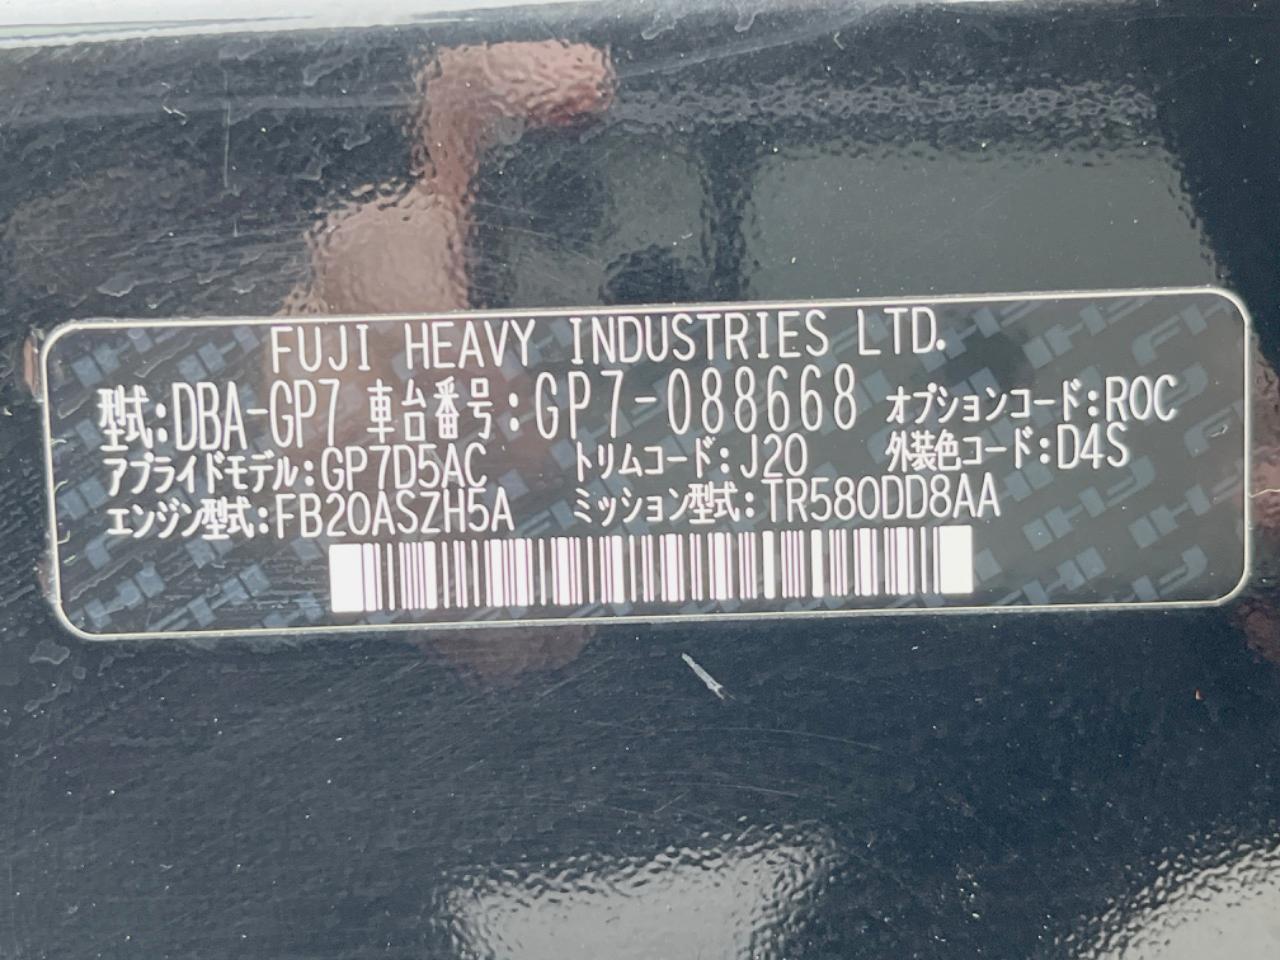 FUJI HEAVY INDUSTRIES LTD.
型式:DBA-GP7 車台番号:GP7-088668 オプションコード:ROC
アプライドモデル:GP7D5AC トリムコード:J20 外装色コード:D4S
エンジン型式:FB20ASZH5A ミッション型式:TR580DD8AA